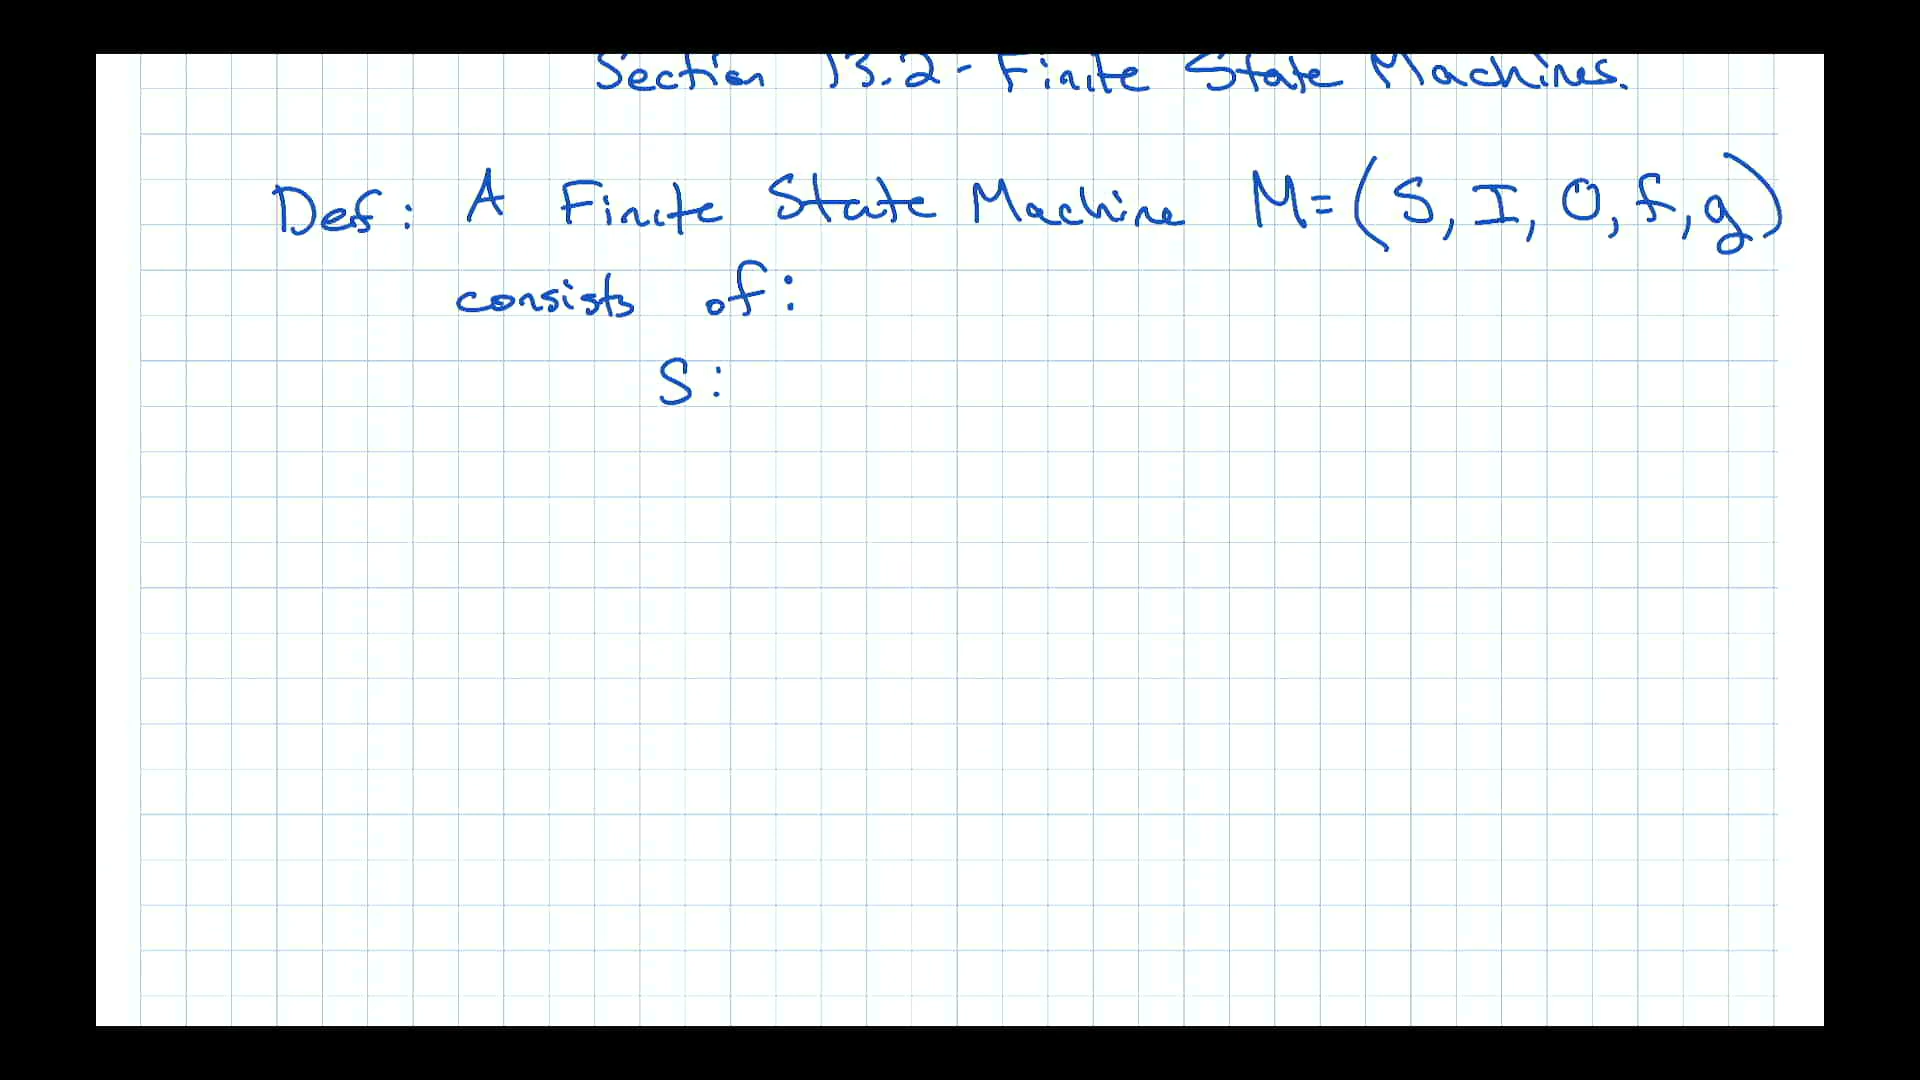 Section 13.2 - Finite State Machines.
Def: A Finite State Machine M=(S, I, O, f, g)
consists of:
S: